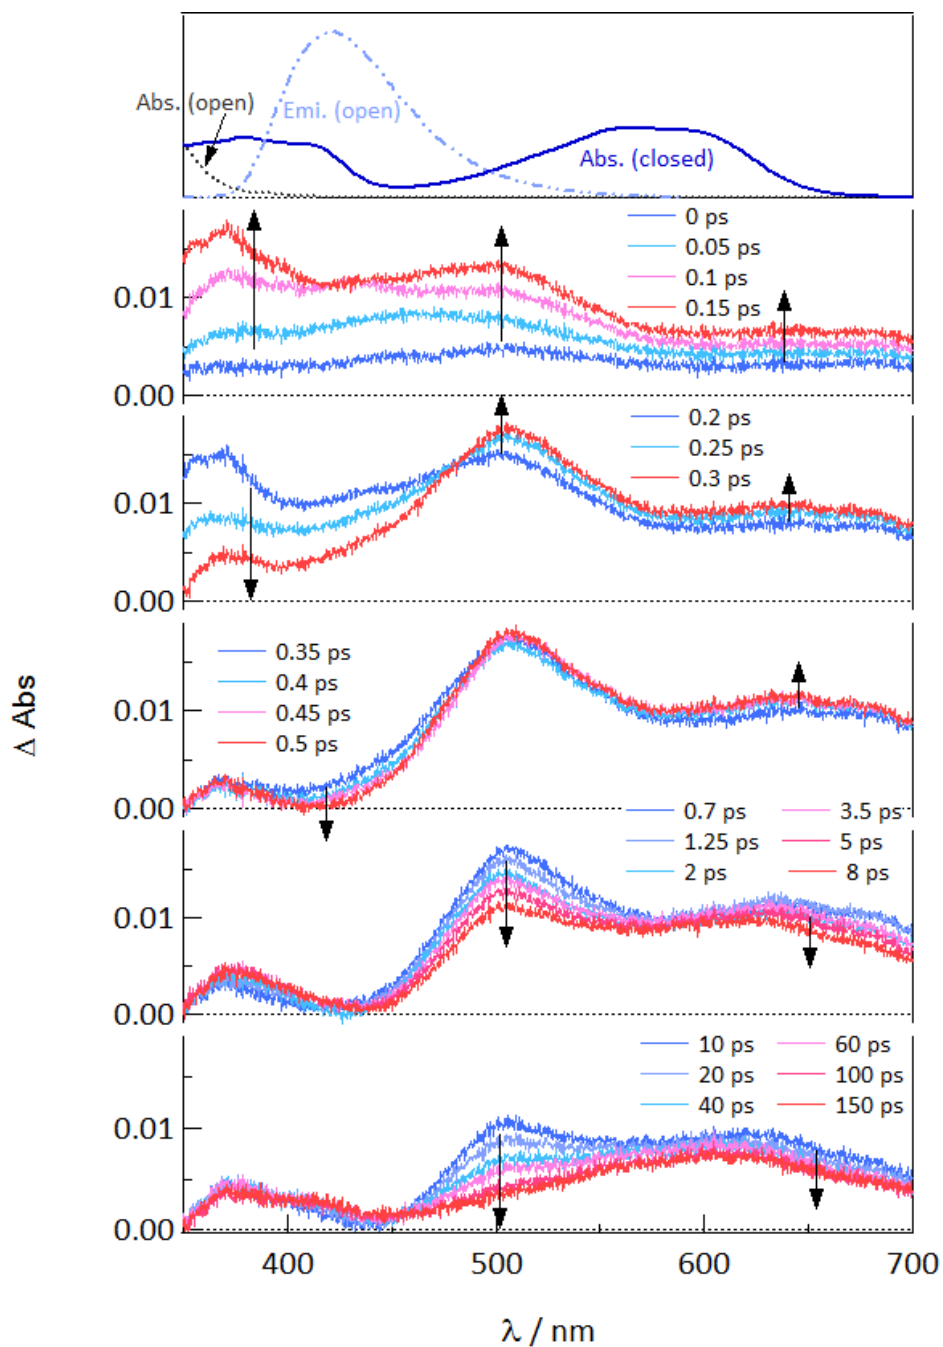 Abs. (open)
Emi. (open)
Abs. (closed)
0 ps
0.05 ps
0.1 ps
0.15 ps
0.01
0.00
0.2 ps
0.25 ps
0.3 ps
0.01
0.00
0.35 ps
0.4 ps
0.45 ps
0.5 ps
0.01
0.00
Δ Abs
0.7 ps 3.5 ps
1.25 ps 5 ps
2 ps 8 ps
0.01
0.00
10 ps 60 ps
20 ps 100 ps
40 ps 150 ps
0.01
0.00
400 500 600 700
λ / nm